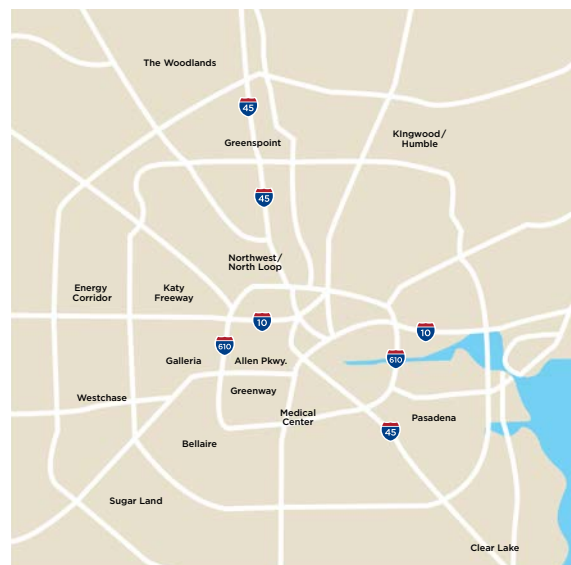 The Woodlands
45
Greenspoint
KIngwood/
Humble
45
Northwest/
North Loop
Energy
Corridor
Katy
Freeway
10
10
610
Galleria
Allen Pkwy.
610
Greenway
Westchase
Medical
Center
Pasadena
45
Bellaire
Sugar Land
Clear Lake